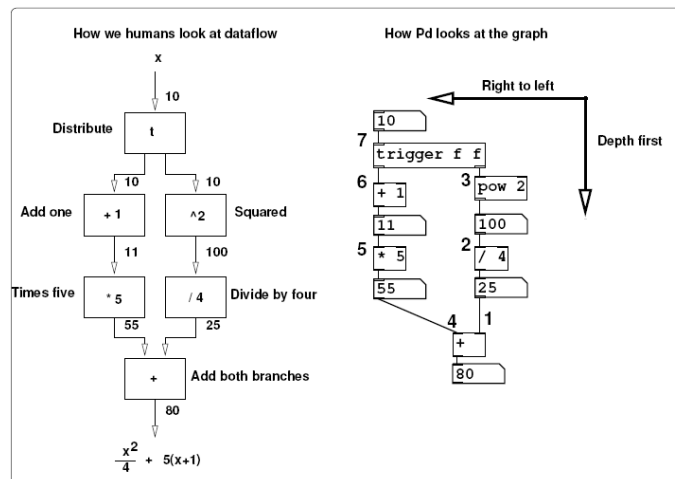 How we humans look at dataflow
x
10
Distribute
t
10
10
Add one
+ 1
^2
Squared
11
100
Times five
* 5
/ 4
Divide by four
55
25
+
Add both branches
80
x2
4
+ 5(x+1)
How Pd looks at the graph
Right to left
Depth first
10
7
trigger f f
6
+ 1
3
pow 2
11
100
5
* 5
2
/ 4
55
25
4
1
+
80